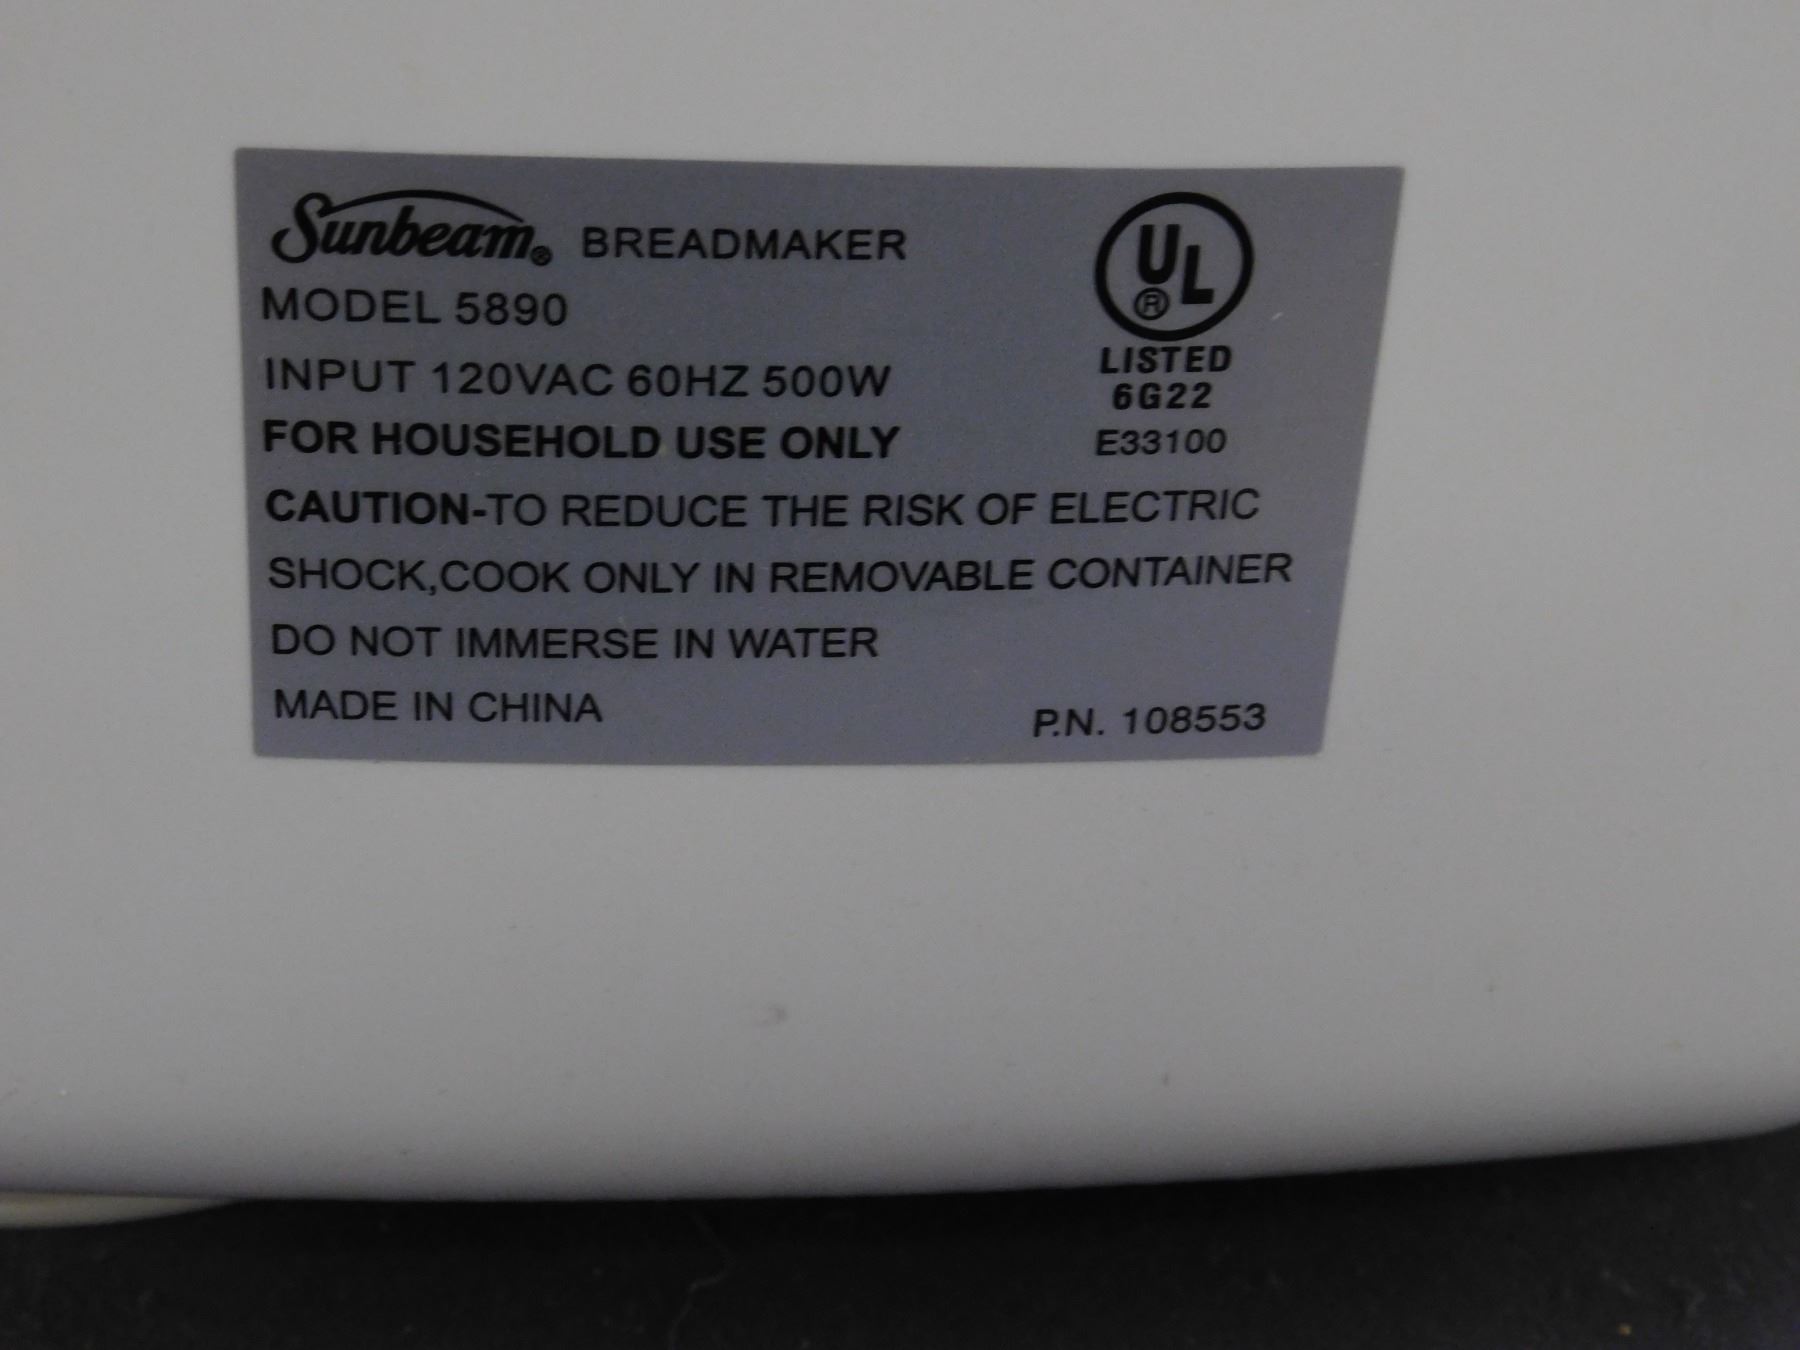 Sunbeam® BREADMAKER
MODEL 5890
INPUT 120VAC 60HZ 500W
FOR HOUSEHOLD USE ONLY
UL®
LISTED
6G22
E33100
CAUTION-TO REDUCE THE RISK OF ELECTRIC
SHOCK,COOK ONLY IN REMOVABLE CONTAINER
DO NOT IMMERSE IN WATER
MADE IN CHINA
P.N. 108553